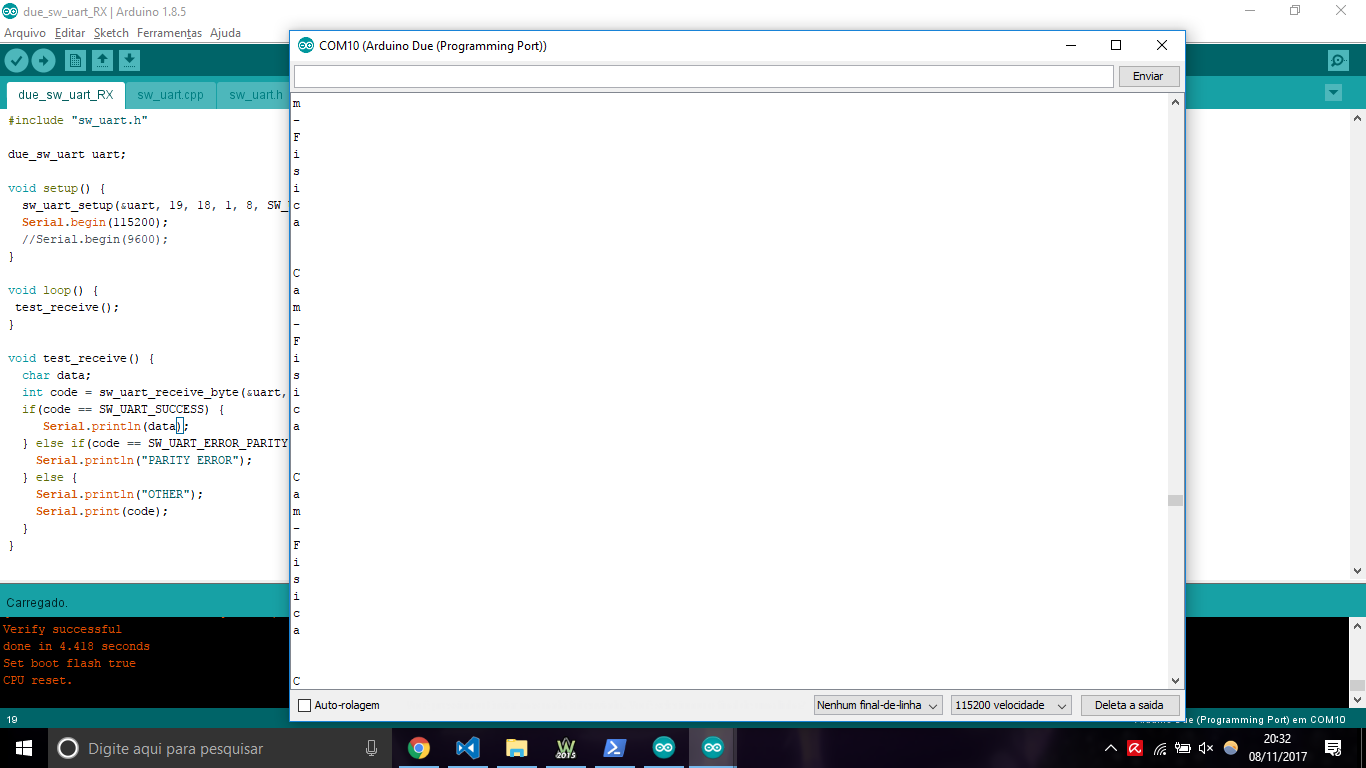 due_sw_uart_RX | Arduino 1.8.5
Arquivo Editar Sketch Ferramentas Ajuda
due_sw_uart_RX sw_uart.cpp sw_uart.h
#include "sw_uart.h"
due_sw_uart uart;
void setup() {
sw_uart_setup(&uart, 19, 18, 1, 8, SW_
Serial.begin(115200);
//Serial.begin(9600);
}
void loop() {
test_receive();
}
void test_receive() {
char data;
int code = sw_uart_receive_byte(&uart,
if(code == SW_UART_SUCCESS) {
Serial.println(data);
} else if(code == SW_UART_ERROR_PARITY
Serial.println("PARITY ERROR");
} else {
Serial.println("OTHER");
Serial.print(code);
}
}
Carregado.
Verify successful
done in 4.418 seconds
Set boot flash true
CPU reset.
19
COM10 (Arduino Due (Programming Port))
Enviar
m
-
F
i
s
i
c
a
C
a
m
-
F
i
s
i
c
a
C
a
m
-
F
i
s
i
c
a
C
Auto-rolagem
Nenhum final-de-linha
115200 velocidade
Deleta a saida
Due (Programming Port) em COM10
Digite aqui para pesquisar
2015
20:32
08/11/2017